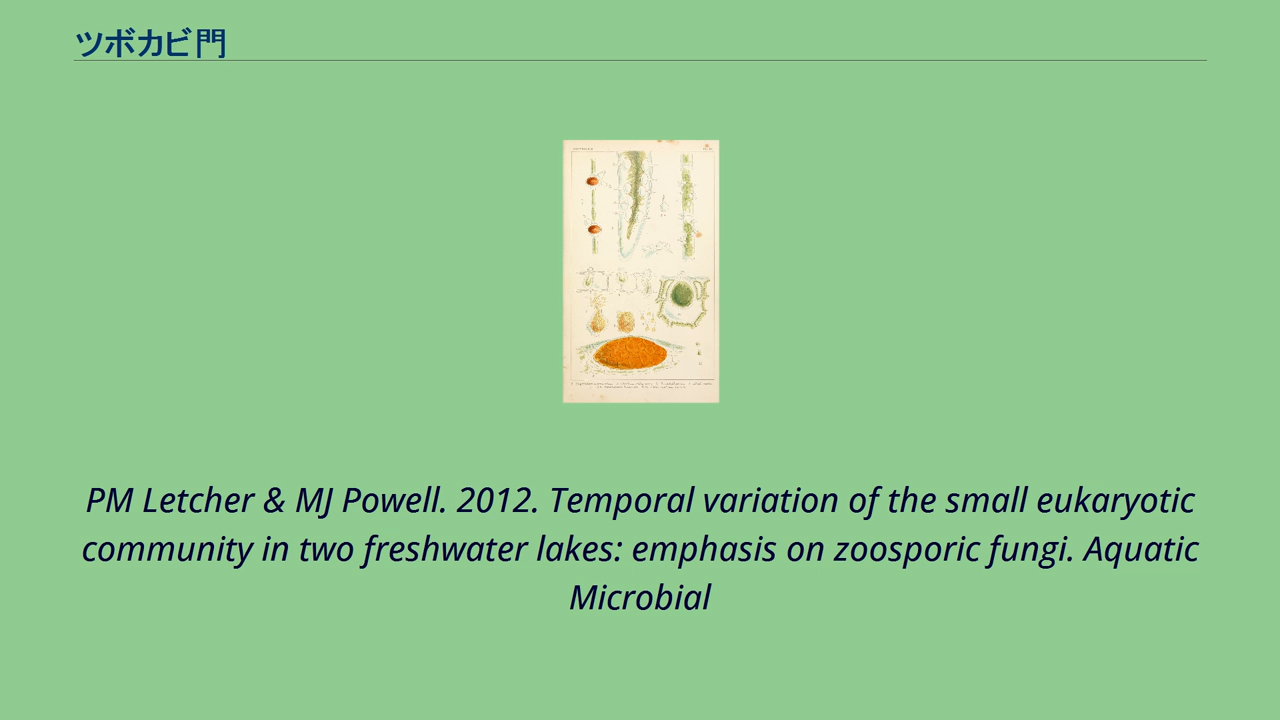 ツボカビ門
PM Letcher & MJ Powell. 2012. Temporal variation of the small eukaryotic
community in two freshwater lakes: emphasis on zoosporic fungi. Aquatic
Microbial